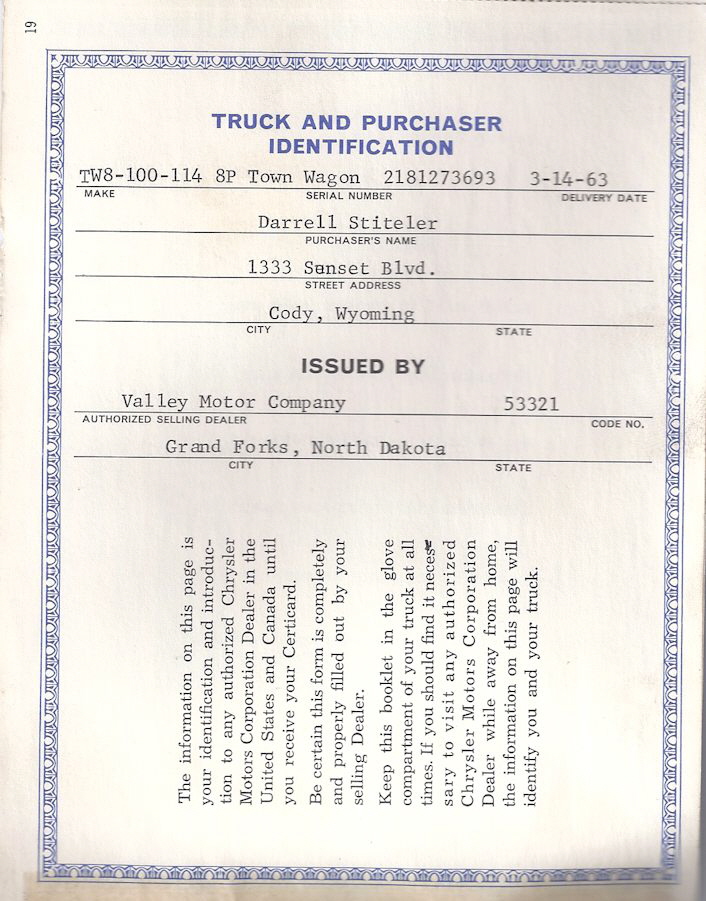 19
TRUCK AND PURCHASER
IDENTIFICATION
TW8-100-114 8P Town Wagon 2181273693 3-14-63
MAKE SERIAL NUMBER DELIVERY DATE
Darrell Stiteler
PURCHASER'S NAME
1333 Sunset Blvd.
STREET ADDRESS
Cody, Wyoming
CITY STATE
ISSUED BY
Valley Motor Company 53321
AUTHORIZED SELLING DEALER CODE NO.
Grand Forks, North Dakota
CITY STATE
The information on this page is
your identification and introduc-
tion to any authorized Chrysler
Motors Corporation Dealer in the
United States and Canada until
you receive your Certicard.
Be certain this form is completely
and properly filled out by your
selling Dealer.
Keep this booklet in the glove
compartment of your truck at all
times. If you should find it neces-
sary to visit any authorized
Chrysler Motors Corporation
Dealer while away from home,
the information on this page will
identify you and your truck.